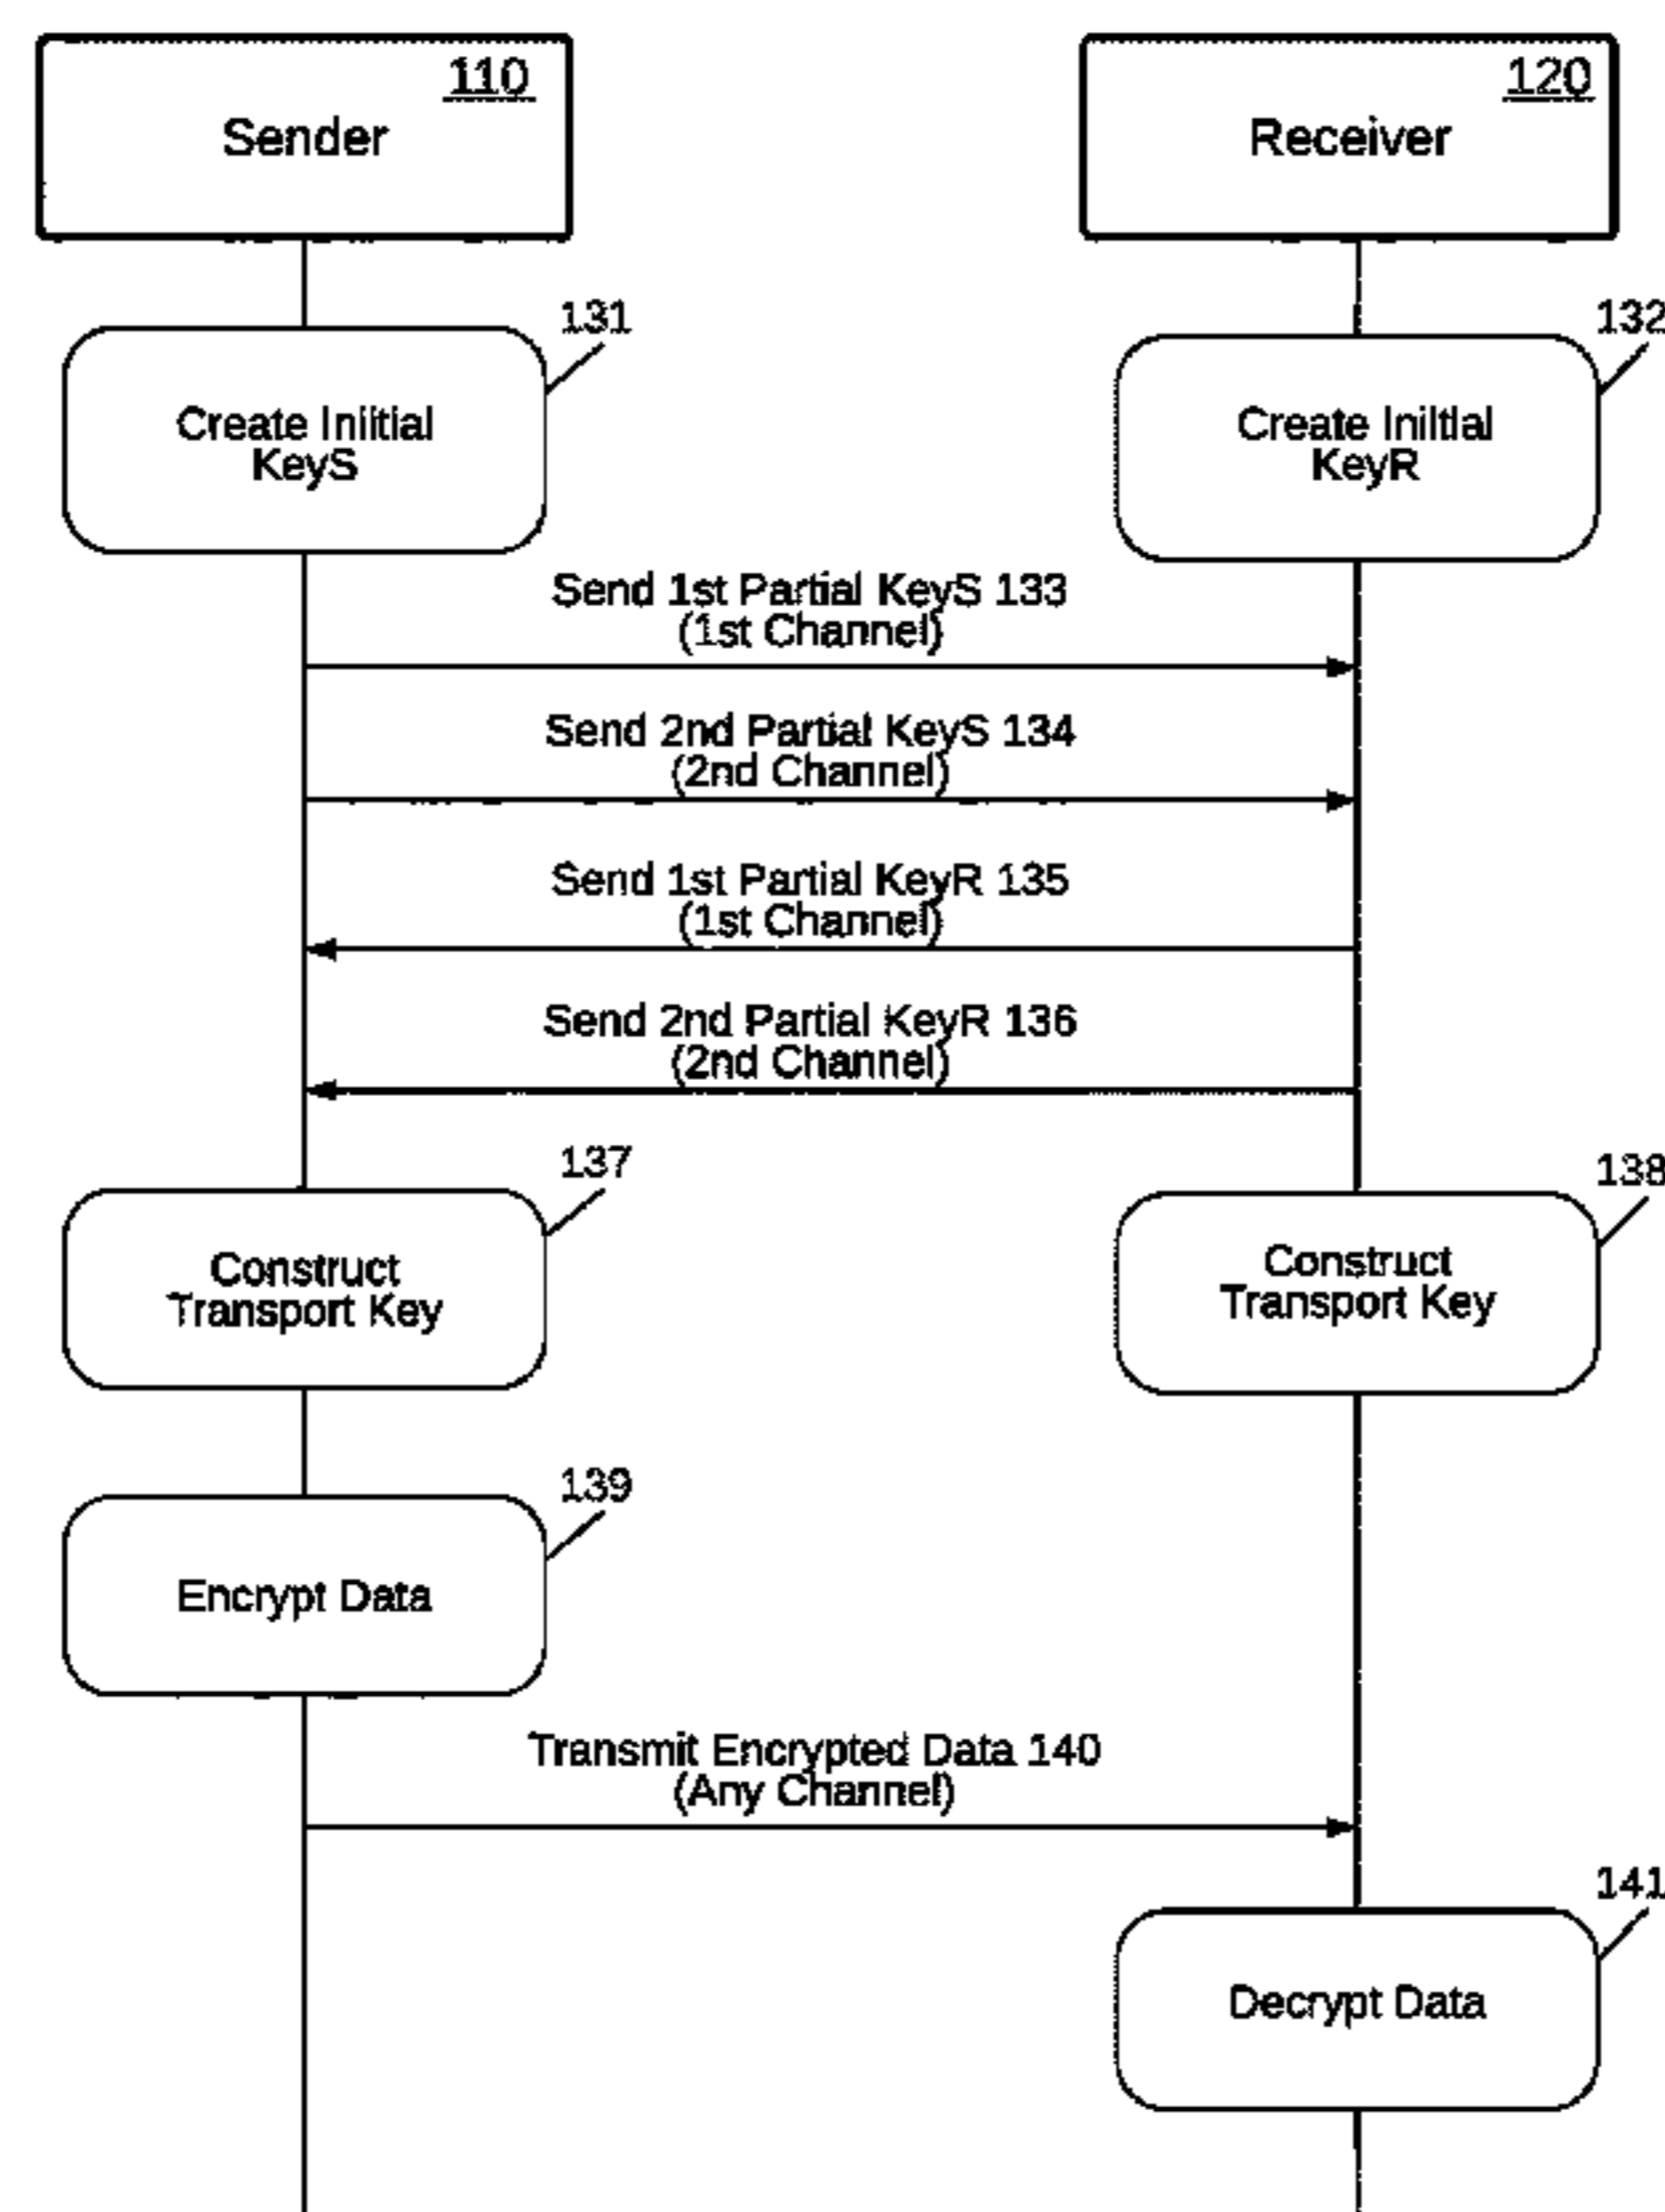 110
Sender
120
Receiver
131
Create Iniitial
KeyS
132
Create Iniitial
KeyR
Send 1st Partial KeyS 133
(1st Channel)
Send 2nd Partial KeyS 134
(2nd Channel)
Send 1st Partial KeyR 135
(1st Channel)
Send 2nd Partial KeyR 136
(2nd Channel)
137
Construct
Transport Key
138
Construct
Transport Key
139
Encrypt Data
Transmit Encrypted Data 140
(Any Channel)
141
Decrypt Data